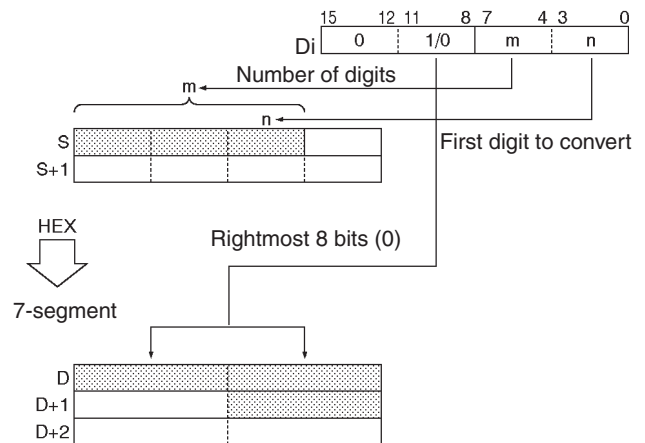 15 12 11 8 7 4 3 0
Di 0 1/0 m n
Number of digits
m
n
First digit to convert
S
S+1
HEX
Rightmost 8 bits (0)
7-segment
D
D+1
D+2